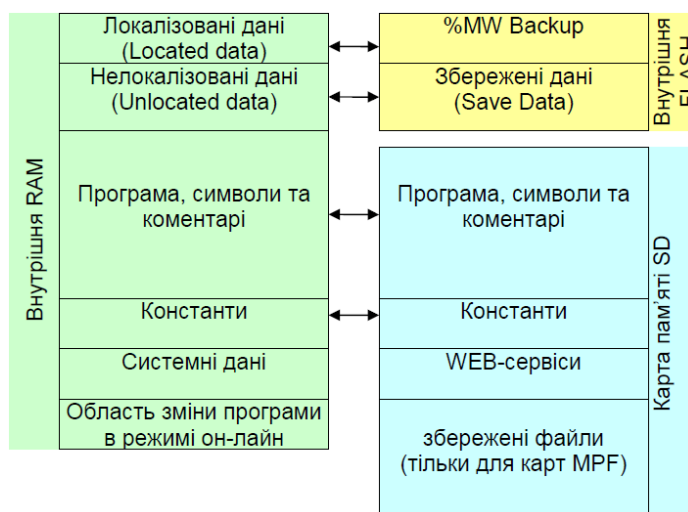 Внутрішня RAM
Локалізовані дані
(Located data)
Нелокалізовані дані
(Unlocated data)
Програма, символи та
коментарі
Константи
Системні дані
Область зміни програми
в режимі он-лайн
%MW Backup
Збережені дані
(Save Data)
Внутрішня
FLASH
Програма, символи та
коментарі
Константи
WEB-сервіси
збережені файли
(тільки для карт MPF)
Карта пам’яті SD